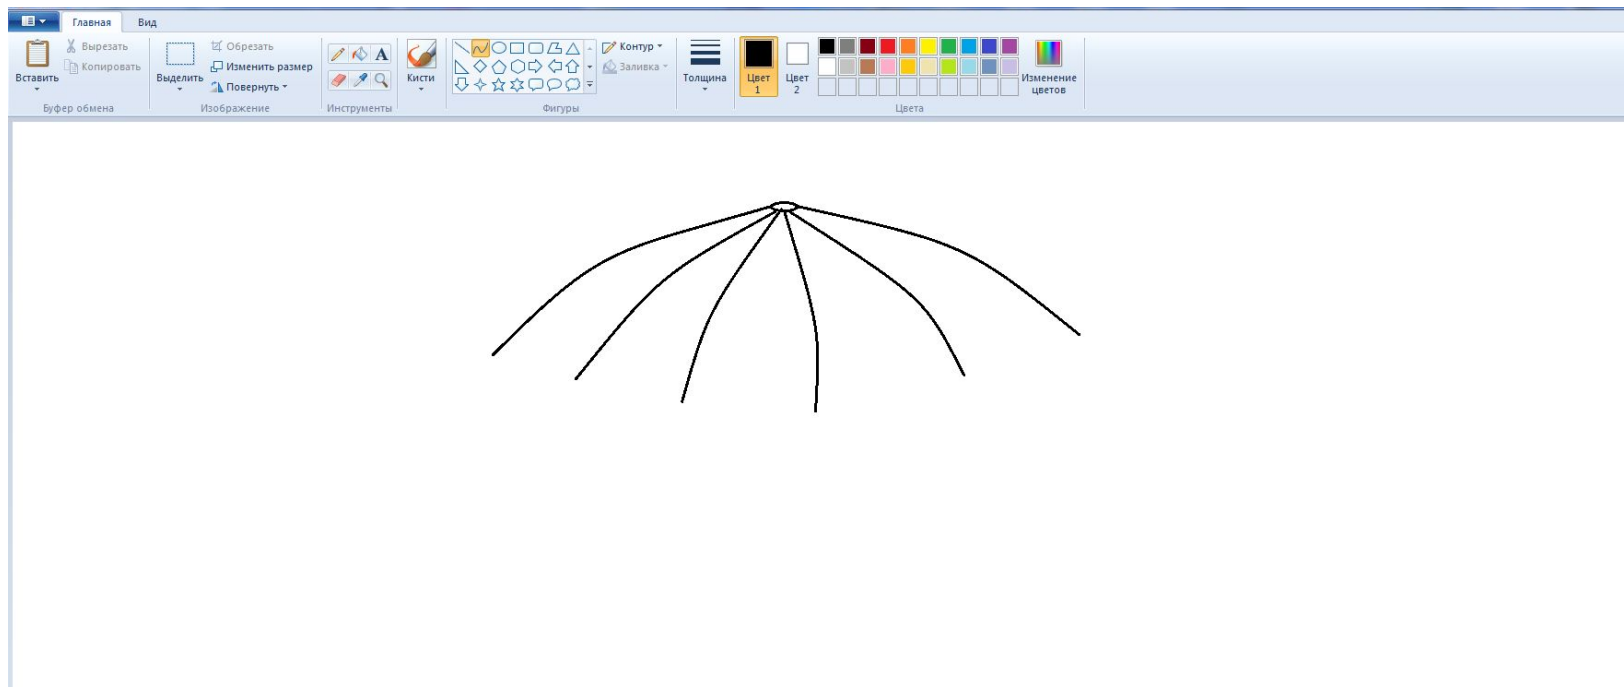 Главная Вид
Вставить
Вырезать
Копировать
Буфер обмена
Выделить
Обрезать
Изменить размер
Повернуть
Изображение
A
Инструменты
Кисти
Фигуры
Контур
Заливка
Толщина
Цвет
1
Цвет
2
Изменение
цветов
Цвета